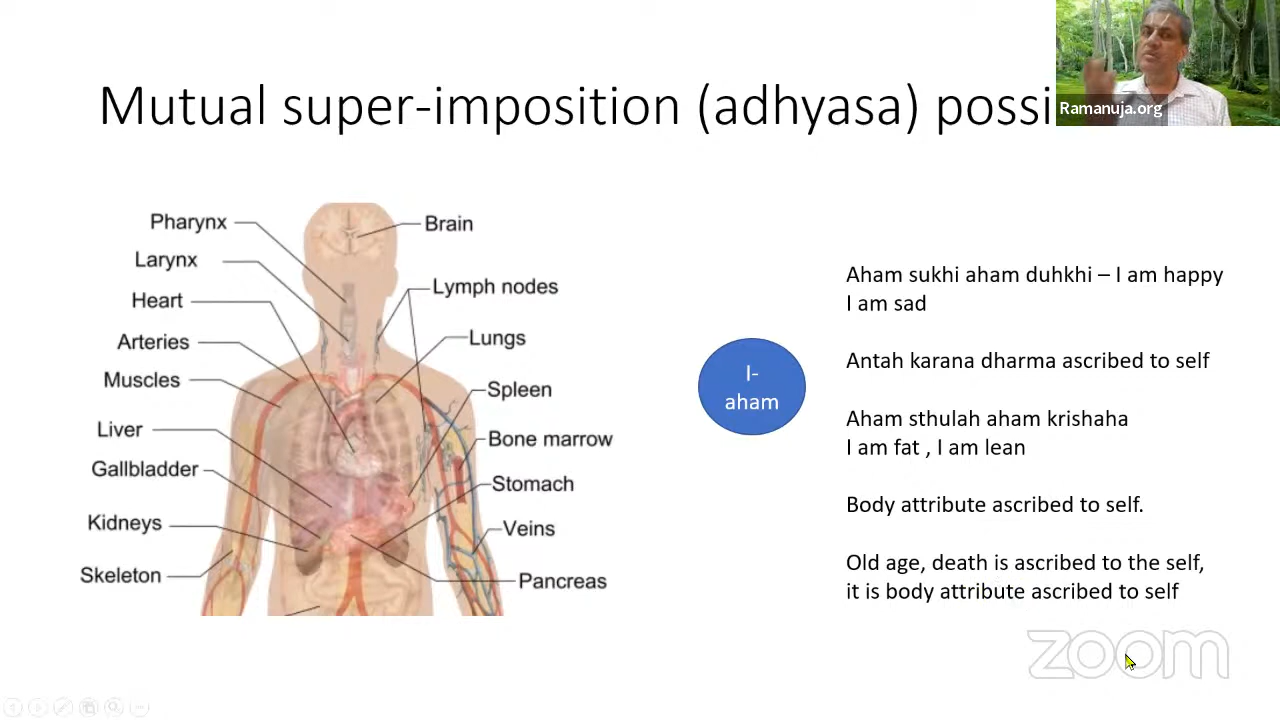 Mutual super-imposition (adhyasa)
Ramanuja.org
Pharynx
Larynx
Heart
Arteries
Muscles
Liver
Gallbladder
Kidneys
Skeleton
Brain
Lymph nodes
Lungs
Spleen
Bone marrow
Stomach
Veins
Pancreas
I-
aham
Aham sukhi aham duhkhi – I am happy
I am sad
Antah karana dharma ascribed to self
Aham sthulah aham krishaha
I am fat , I am lean
Body attribute ascribed to self.
Old age, death is ascribed to the self,
it is body attribute ascribed to self
zoom